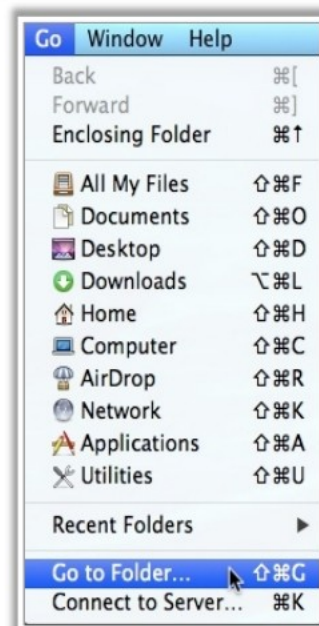 Go Window Help
Back ⌘[
Forward ⌘]
Enclosing Folder ⌘↑
All My Files ⇧⌘F
Documents ⇧⌘O
Desktop ⇧⌘D
Downloads ⌥⌘L
Home ⇧⌘H
Computer ⇧⌘C
AirDrop ⇧⌘R
Network ⇧⌘K
Applications ⇧⌘A
Utilities ⇧⌘U
Recent Folders ▶
Go to Folder... ⇧⌘G
Connect to Server... ⌘K